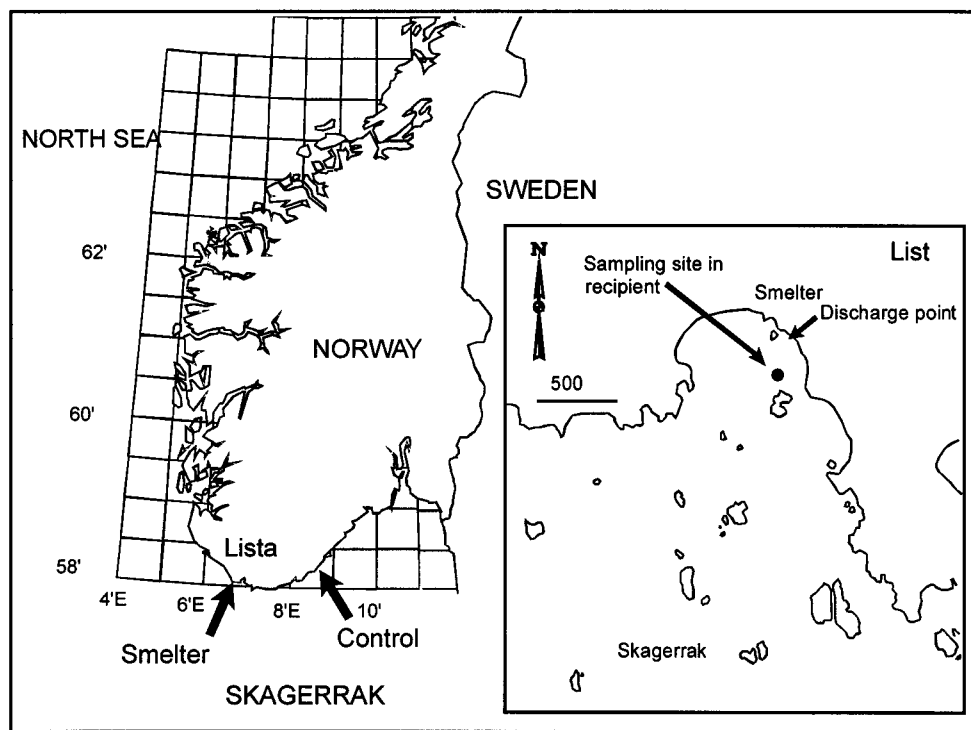 NORTH SEA
SWEDEN
62'
NORWAY
60'
58'
Lista
4'E
6'E
8'E
10'
Smelter
Control
SKAGERRAK
List
N
Sampling site in
recipient
Smelter
Discharge point
500
Skagerrak